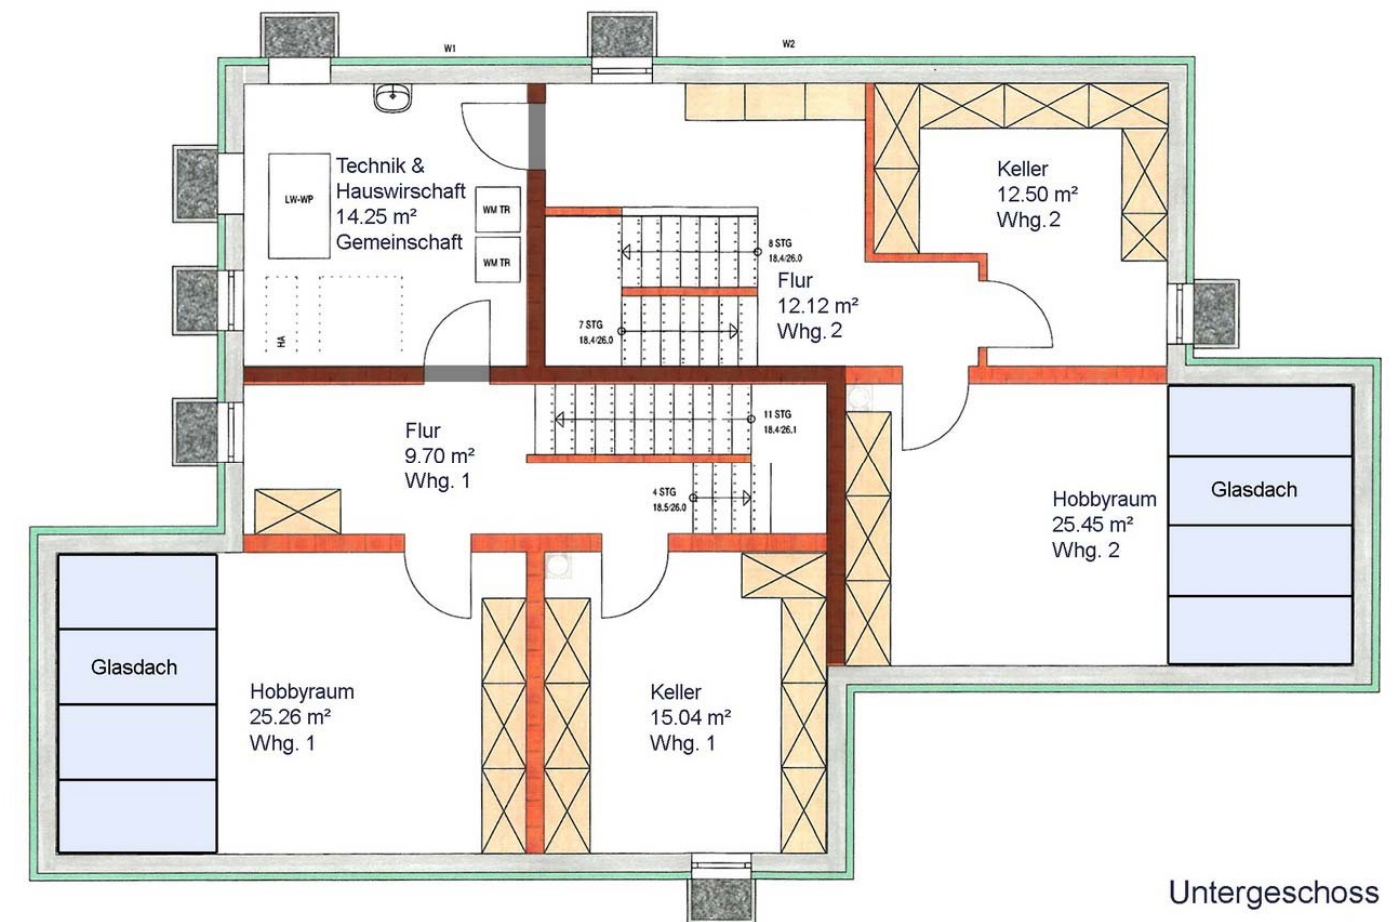 W1
W2
Technik &
Hauswirschaft
14.25 m²
Gemeinschaft
LW-WP
WM TR
WM TR
HA
Keller
12.50 m²
Whg. 2
8 STG
18.4/26.0
Flur
12.12 m²
Whg. 2
7 STG
18.4/26.0
Flur
9.70 m²
Whg. 1
11 STG
18.4/26.1
4 STG
18.5/26.0
Glasdach
Hobbyraum
25.45 m²
Whg. 2
Glasdach
Hobbyraum
25.26 m²
Whg. 1
Keller
15.04 m²
Whg. 1
Untergeschoss